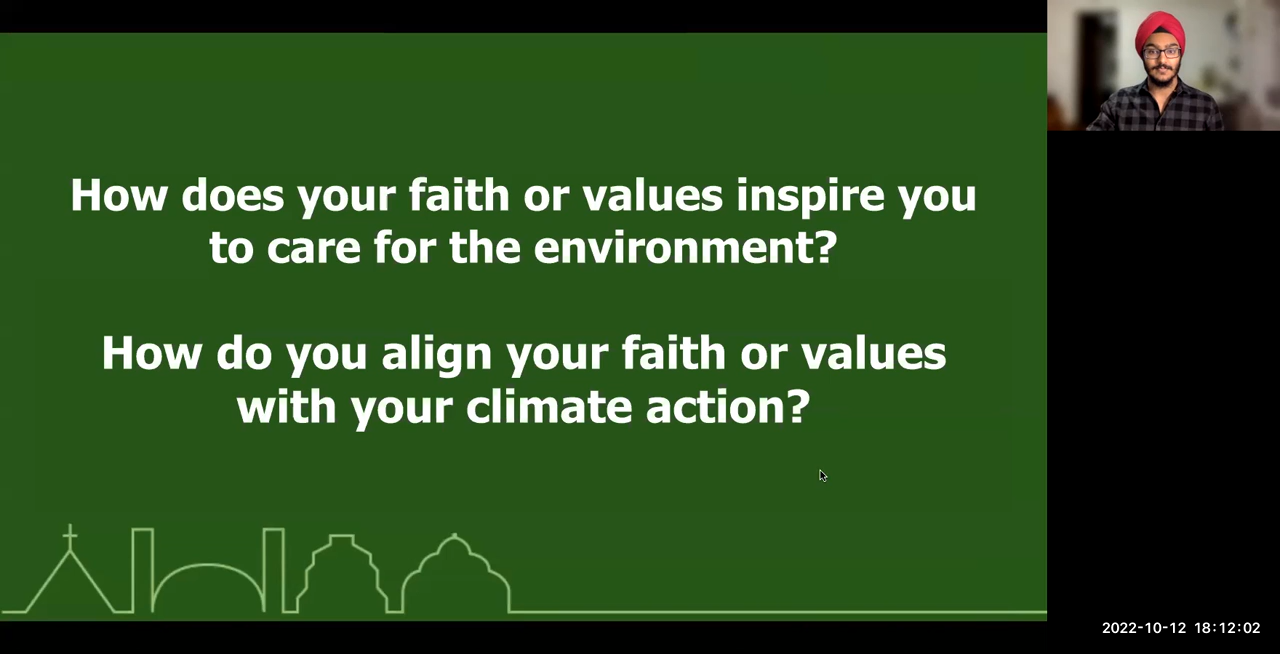 How does your faith or values inspire you
to care for the environment?
How do you align your faith or values
with your climate action?
2022-10-12 18:12:02